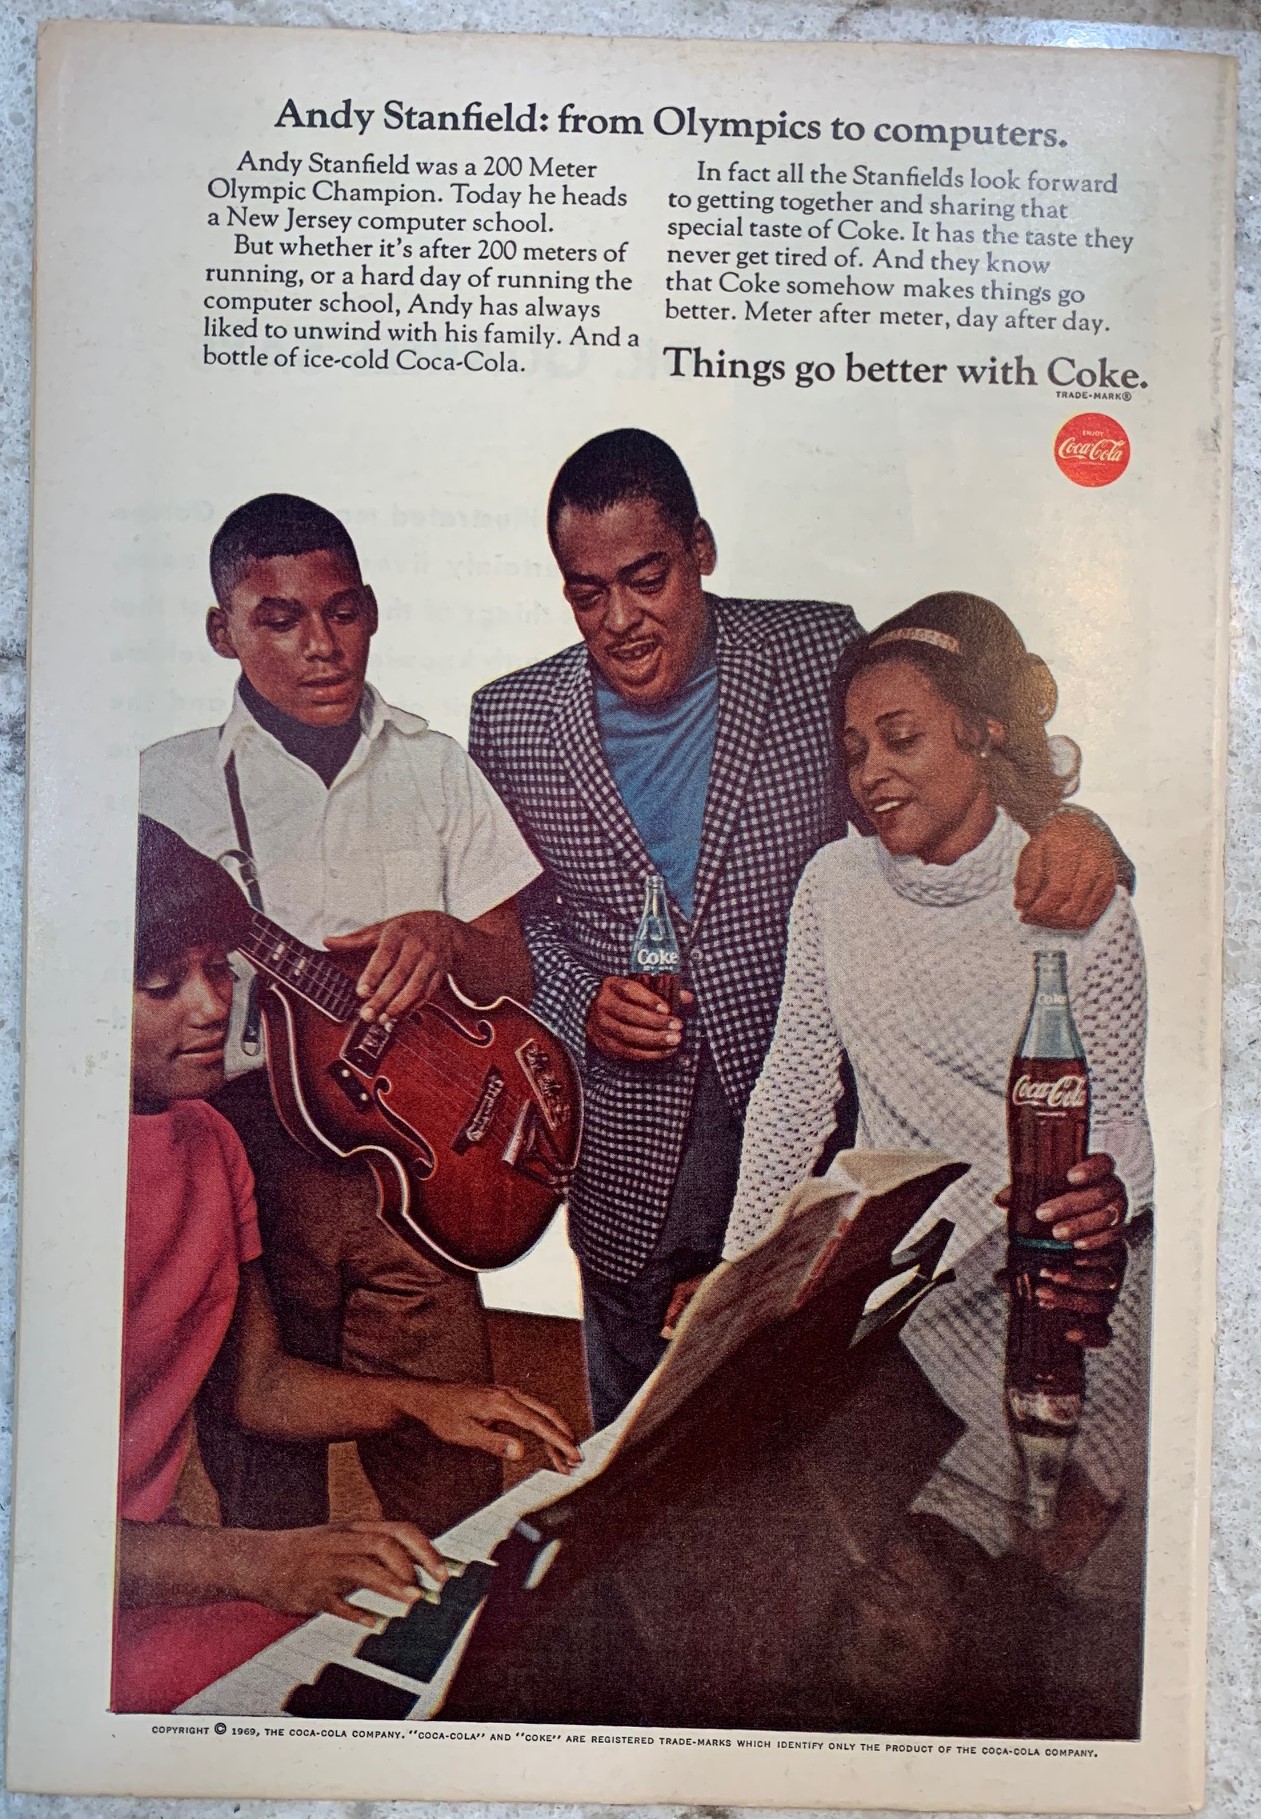 Andy Stanfield: from Olympics to computers.
Andy Stanfield was a 200 Meter
Olympic Champion. Today he heads
a New Jersey computer school.
But whether it's after 200 meters of
running, or a hard day of running the
computer school, Andy has always
liked to unwind with his family. And a
bottle of ice-cold Coca-Cola.
In fact all the Stanfields look forward
to getting together and sharing that
special taste of Coke. It has the taste they
never get tired of. And they know
that Coke somehow makes things go
better. Meter after meter, day after day.
Things go better with Coke.
TRADE-MARK®
ENJOY
Coca-Cola
Coke
Coke
Coca-Cola
COPYRIGHT © 1969, THE COCA-COLA COMPANY. "COCA-COLA" AND "COKE" ARE REGISTERED TRADE-MARKS WHICH IDENTIFY ONLY THE PRODUCT OF THE COCA-COLA COMPANY.